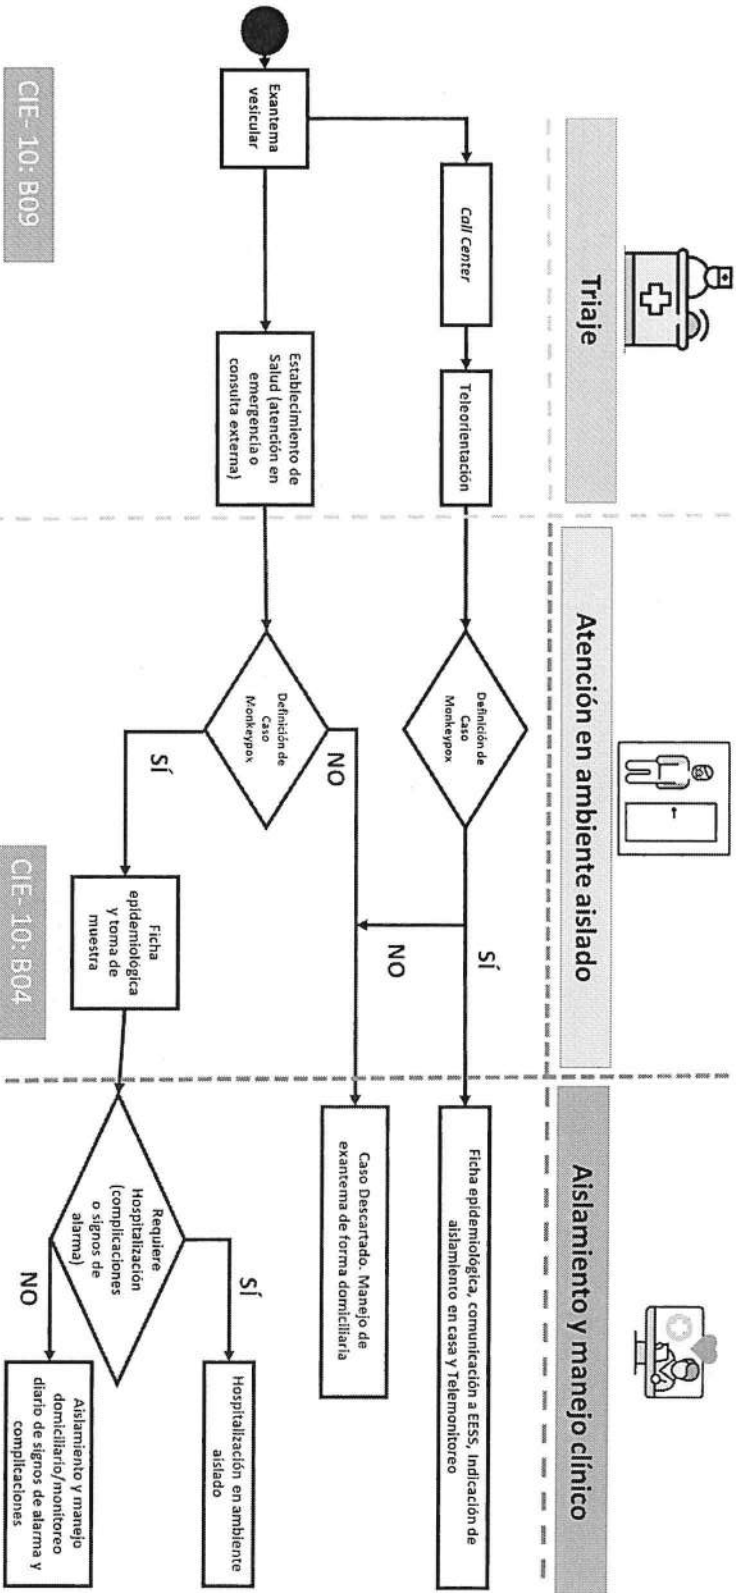 Triaje
Atención en ambiente aislado
Aislamiento y manejo clínico
Call Center
Teleorientación
Definición de
Caso
Monkeypox
SÍ
NO
Ficha epidemiológica, comunicación a EESS, Indicación de
aislamiento en casa y Telemonitoreo
Exantema
vesicular
Establecimiento de
Salud (atención en
emergencia o
consulta externa)
Definición de
Caso
Monkeypox
NO
SÍ
Caso Descartado. Manejo de
exantema de forma domiciliaria
Ficha
epidemiológica
y toma de
muestra
Requiere
Hospitalización
(complicaciones
o signos de
alarma)
SÍ
Hospitalización en ambiente
aislado
NO
Aislamiento y manejo
domiciliario/monitoreo
diario de signos de alarma y
complicaciones
CIE- 10: B09
CIE- 10: B04